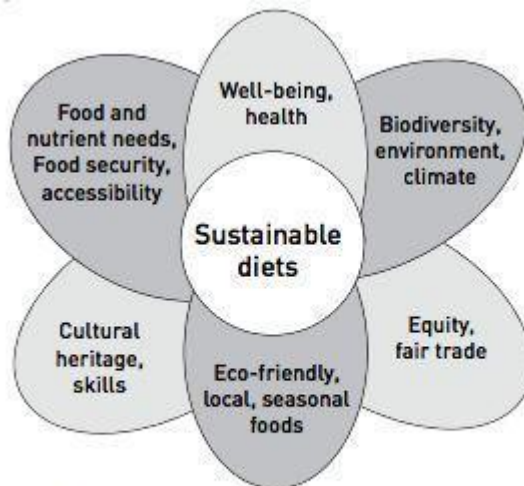 Well-being,
health
Biodiversity,
environment,
climate
Equity,
fair trade
Eco-friendly,
local, seasonal
foods
Cultural
heritage,
skills
Food and
nutrient needs,
Food security,
accessibility
Sustainable
diets